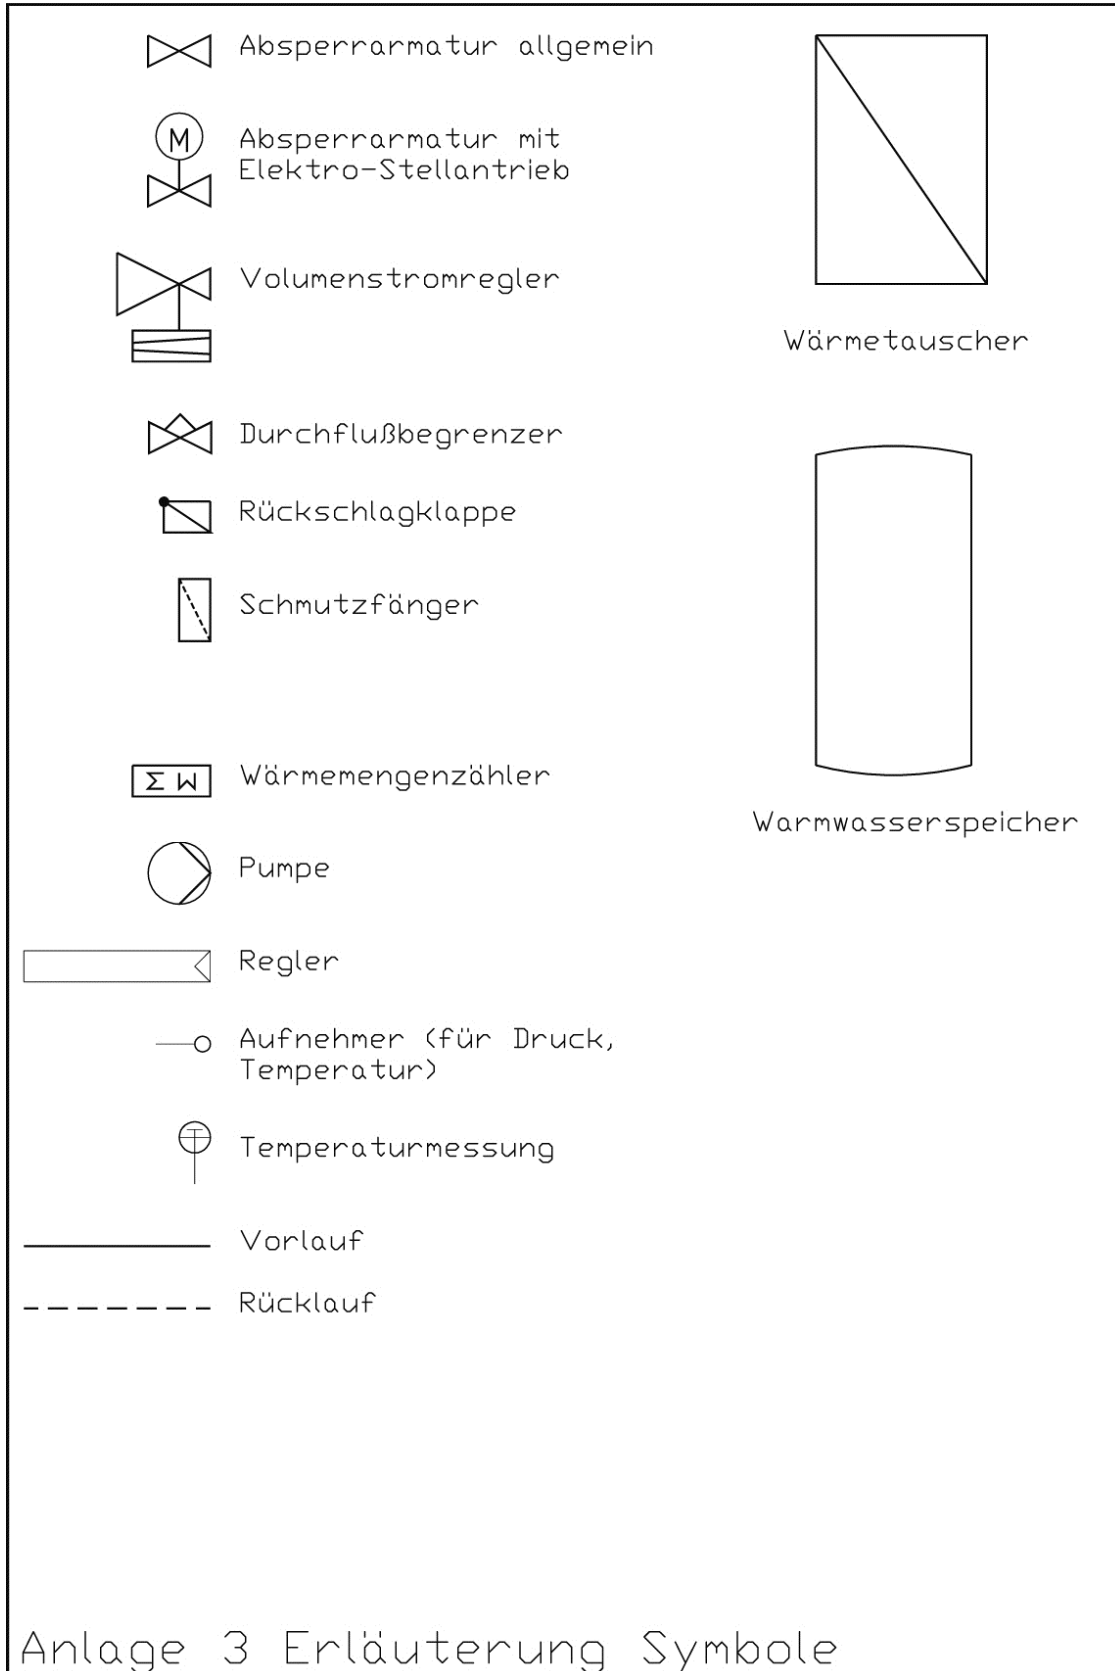 Absperrarmatur allgemein
M
Absperrarmatur mit
Elektro-Stellantrieb
Volumenstromregler
Wärmetauscher
Durchflußbegrenzer
Rückschlagklappe
Schmutzfänger
Σ W Wärmemengenzähler
Warmwasserspeicher
Pumpe
Regler
Aufnehmer (für Druck,
Temperatur)
T
Temperaturmessung
Vorlauf
Rücklauf
Anlage 3 Erläuterung Symbole